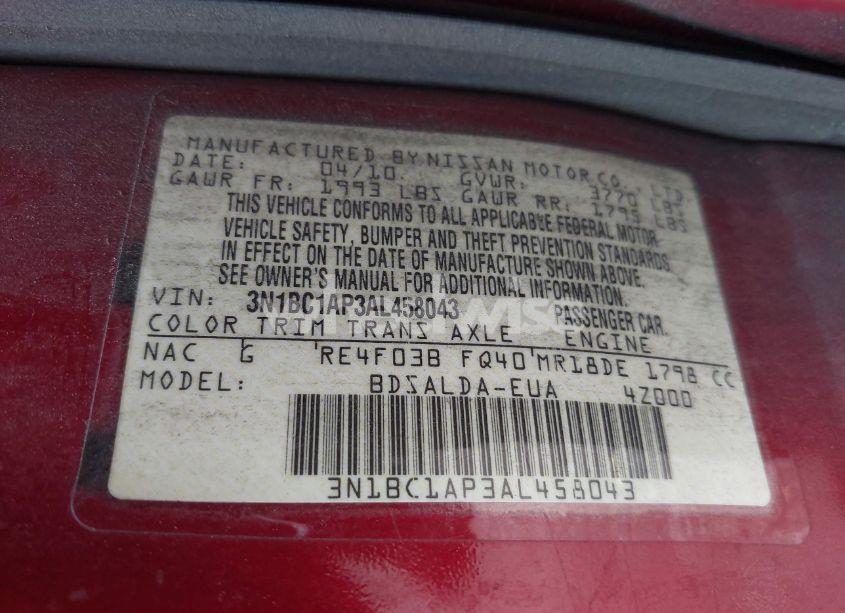 MANUFACTURED BY NISSAN MOTOR CO., LTD.
DATE: 04/10 GVWR: 3770 LBS
GAWR FR: 1993 LBS GAWR RR: 1795 LBS
THIS VEHICLE CONFORMS TO ALL APPLICABLE FEDERAL MOTOR
VEHICLE SAFETY, BUMPER AND THEFT PREVENTION STANDARDS
IN EFFECT ON THE DATE OF MANUFACTURE SHOWN ABOVE.
SEE OWNER'S MANUAL FOR ADDITIONAL INFORMATION.
VIN: 3N1BC1AP3AL458043 PASSENGER CAR
COLOR TRIM TRANS AXLE ENGINE
NAC G RE4F03B FQ40 MR18DE 1798 CC
MODEL: BDSALDA-EUA 4Z000
3N1BC1AP3AL458043